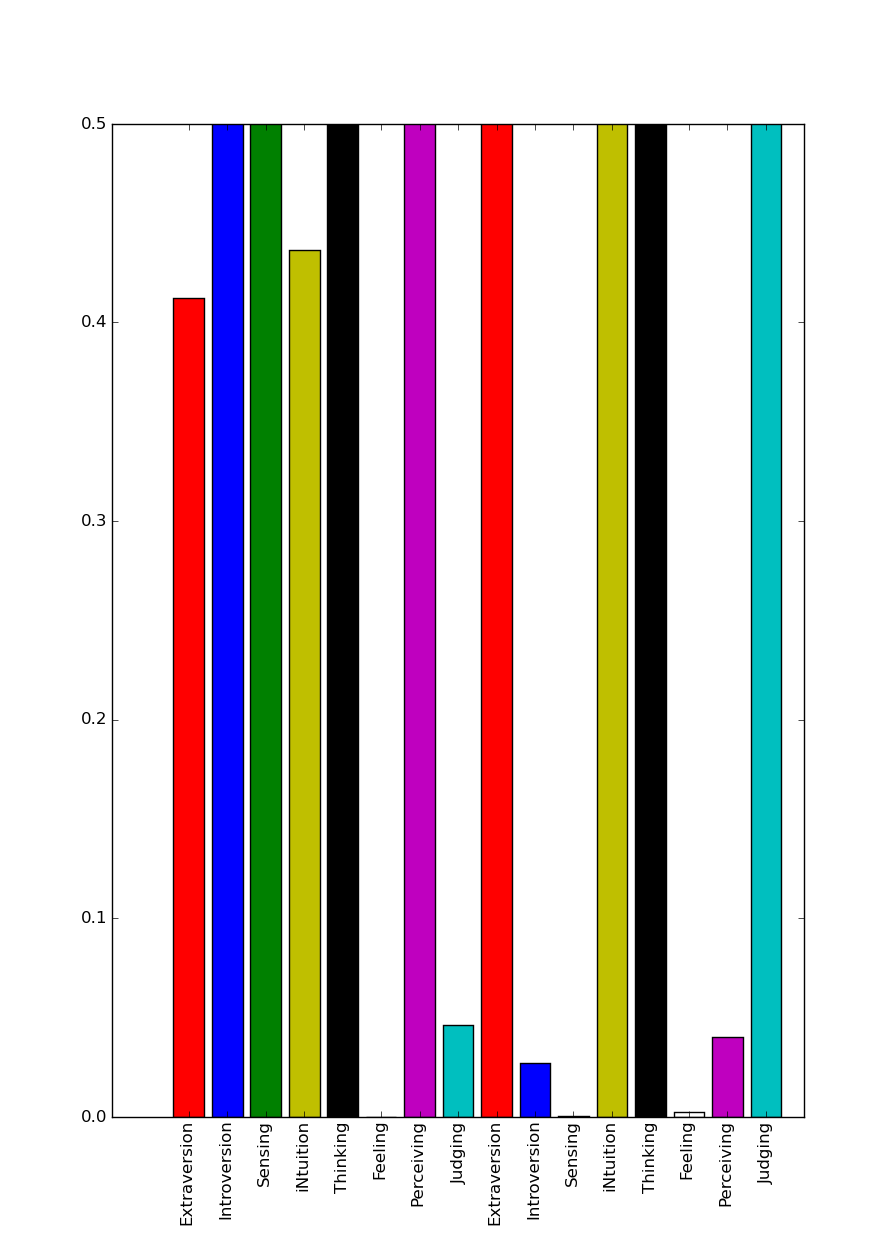 0.5
0.4
0.3
0.2
0.1
0.0
Extraversion
Introversion
Sensing
iNtuition
Thinking
Feeling
Perceiving
Judging
Extraversion
Introversion
Sensing
iNtuition
Thinking
Feeling
Perceiving
Judging